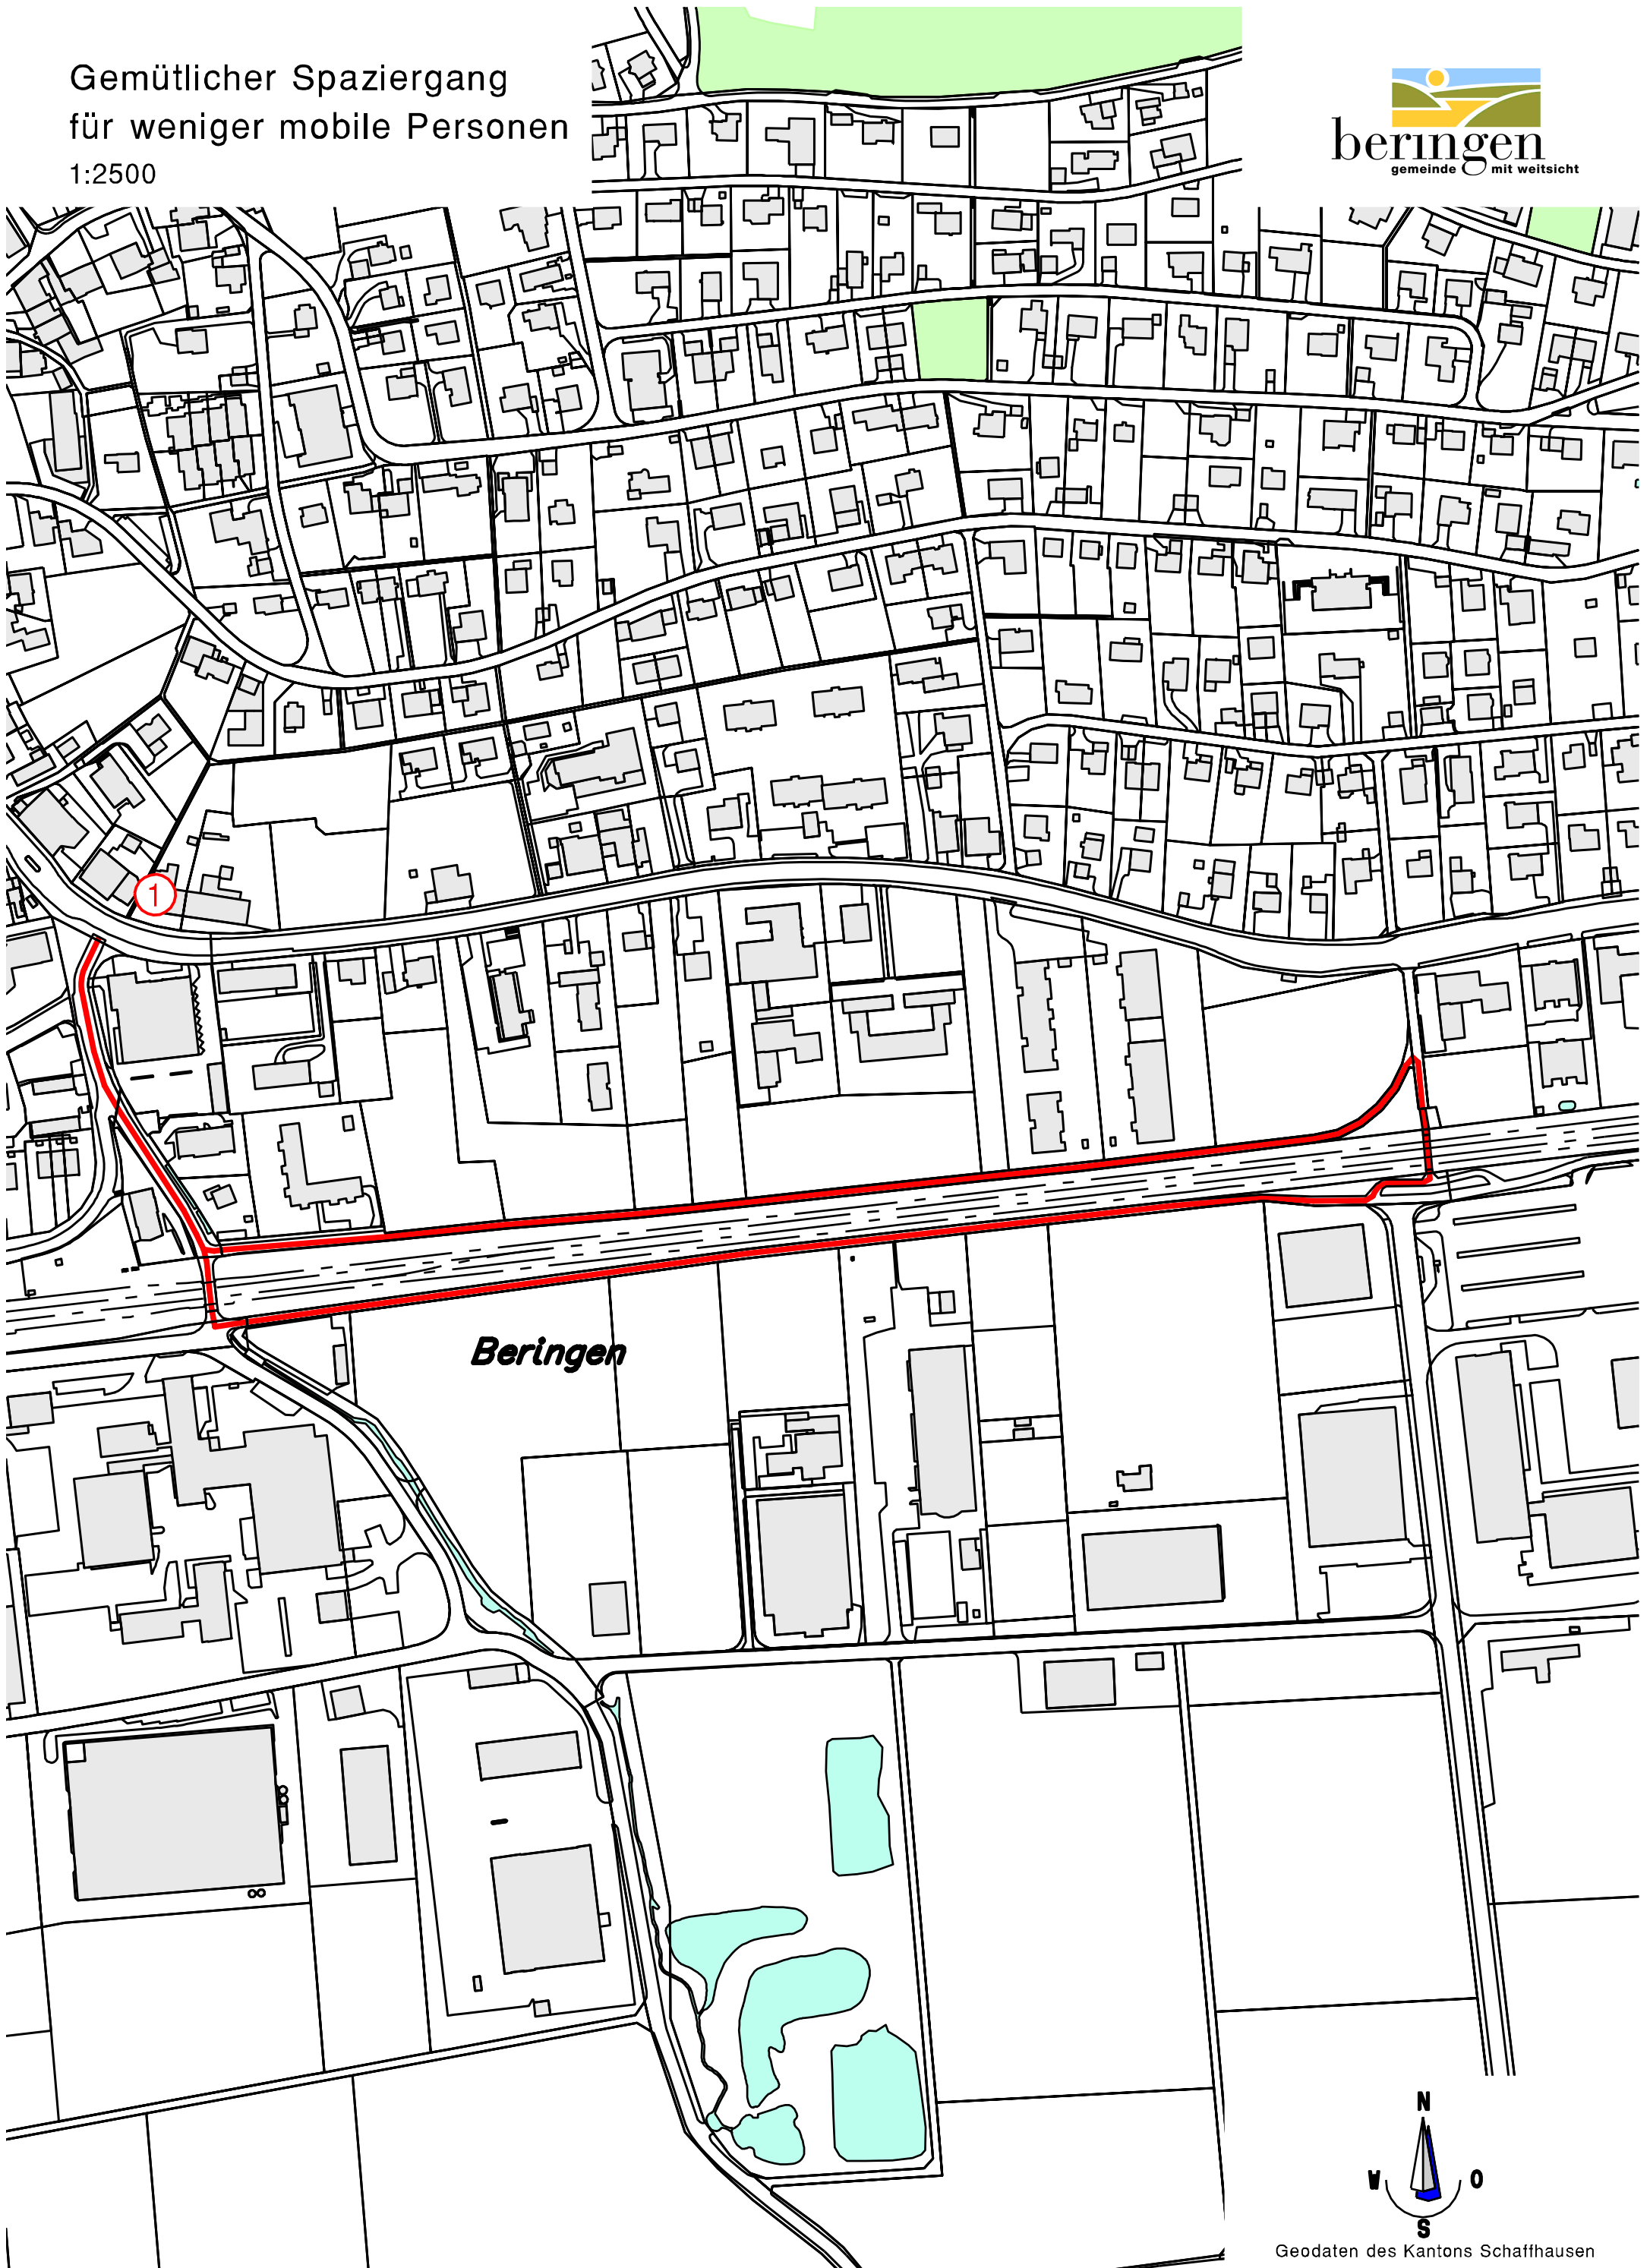 Gemütlicher Spaziergang
für weniger mobile Personen
1:2500
beringen
gemeinde mit weitsicht
1
Beringen
N
W O
S
Geodaten des Kantons Schaffhausen